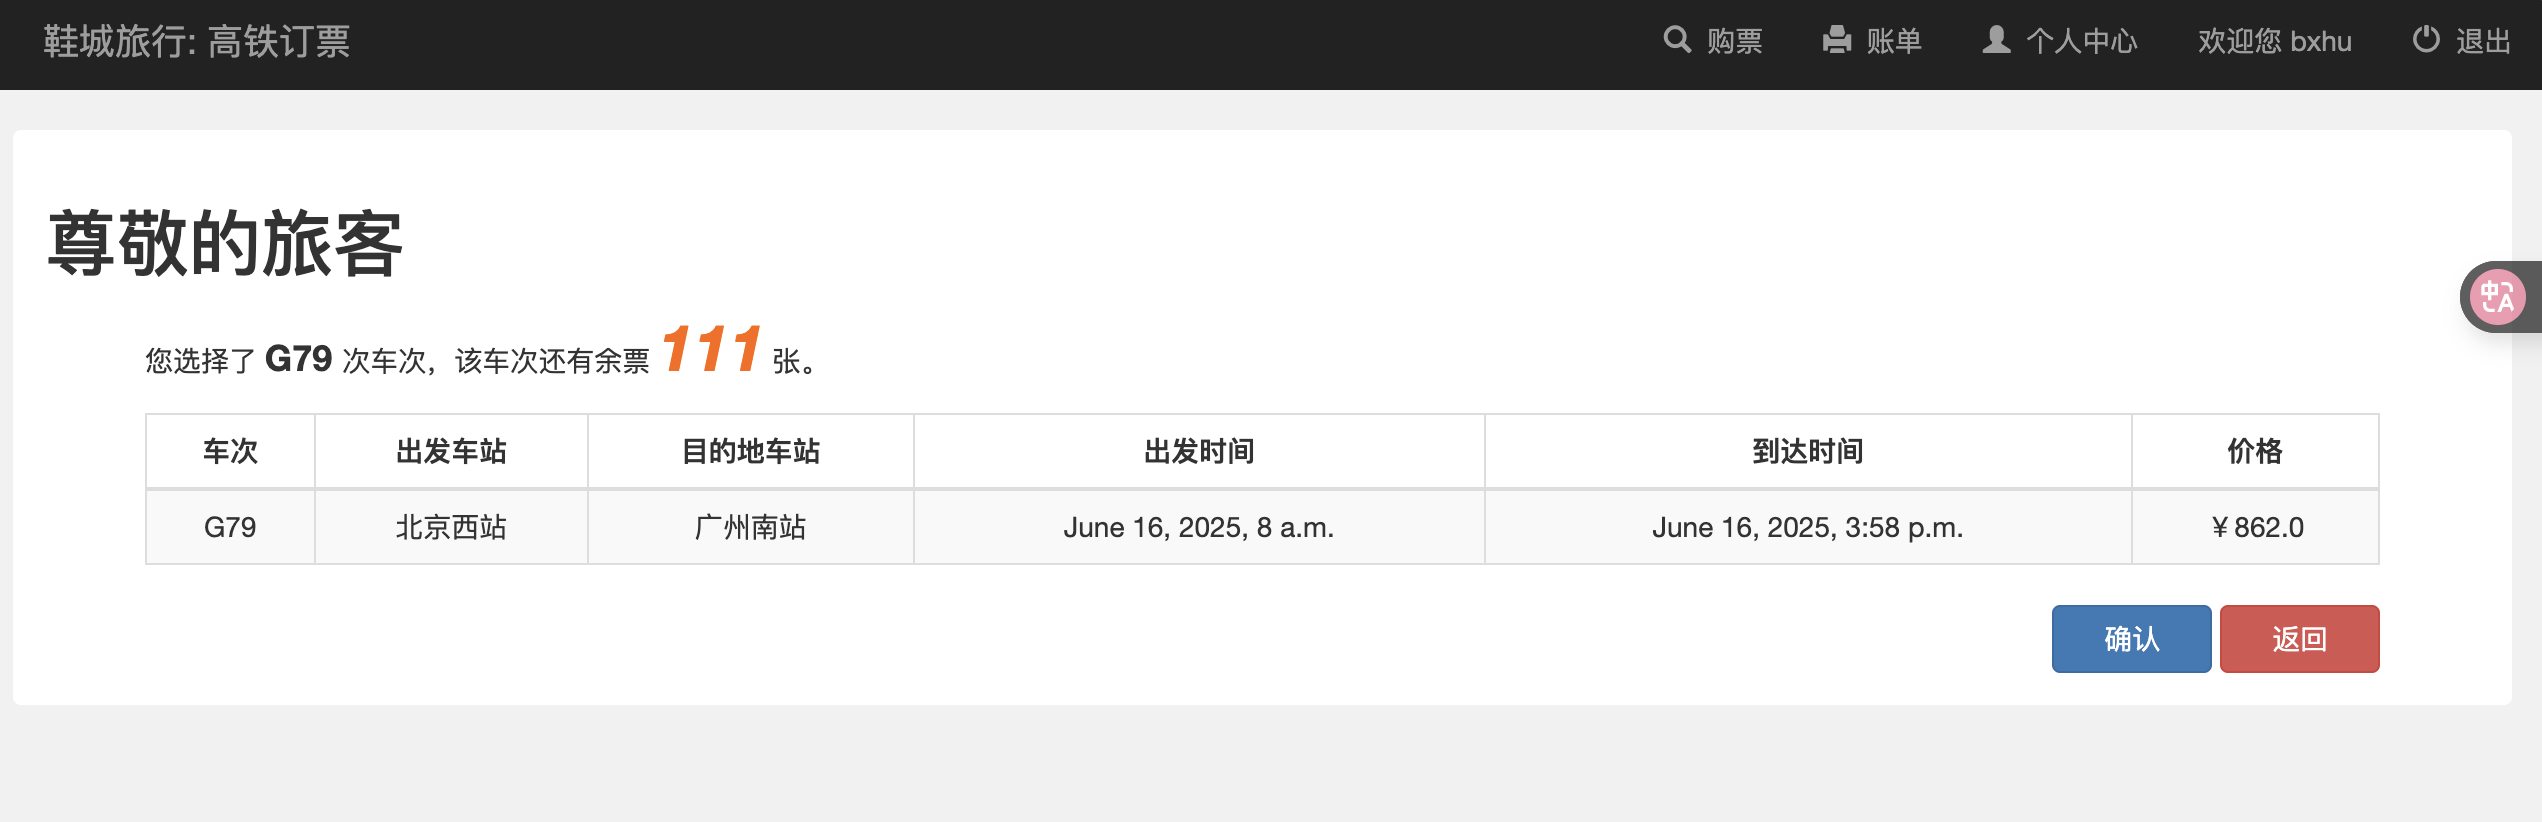 鞋城旅行: 高铁订票 购票 账单 个人中心 欢迎您 bxhu 退出
尊敬的旅客
您选择了 G79 次车次，该车次还有余票 111 张。
车次 出发车站 目的地车站 出发时间 到达时间 价格
G79 北京西站 广州南站 June 16, 2025, 8 a.m. June 16, 2025, 3:58 p.m. ¥862.0
确认 返回
中A